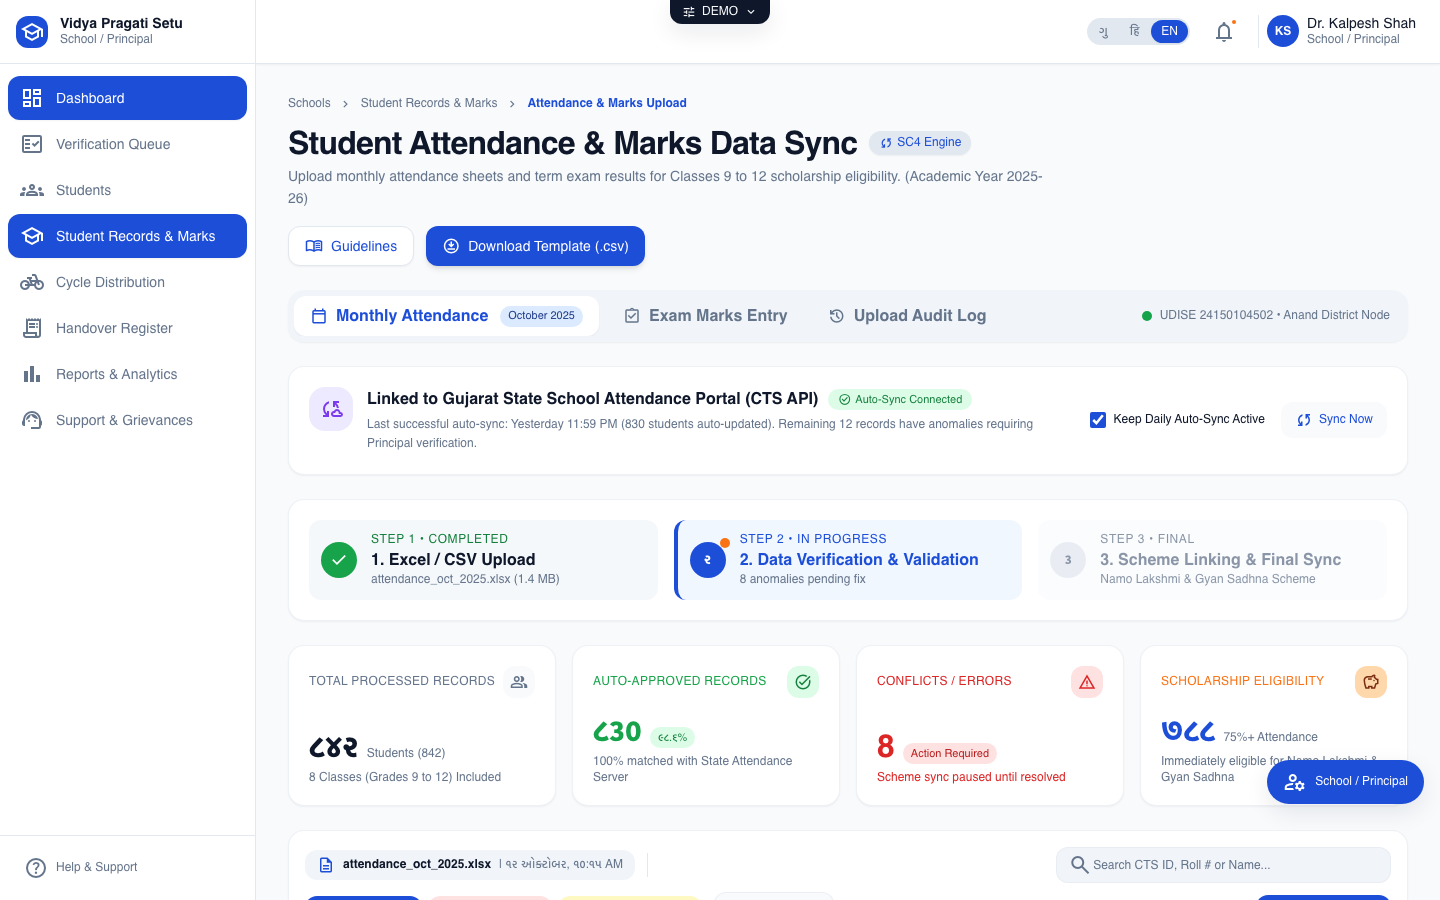 Vidya Pragati Setu
School / Principal
DEMO
ગુ
हि
EN
KS
Dr. Kalpesh Shah
School / Principal
Dashboard
Verification Queue
Students
Student Records & Marks
Cycle Distribution
Handover Register
Reports & Analytics
Support & Grievances
Help & Support
Schools > Student Records & Marks > Attendance & Marks Upload
Student Attendance & Marks Data Sync
SC4 Engine
Upload monthly attendance sheets and term exam results for Classes 9 to 12 scholarship eligibility. (Academic Year 2025-
26)
Guidelines
Download Template (.csv)
Monthly Attendance
October 2025
Exam Marks Entry
Upload Audit Log
UDISE 24150104502 • Anand District Node
Linked to Gujarat State School Attendance Portal (CTS API)
Auto-Sync Connected
Last successful auto-sync: Yesterday 11:59 PM (830 students auto-updated). Remaining 12 records have anomalies requiring
Principal verification.
Keep Daily Auto-Sync Active
Sync Now
STEP 1 • COMPLETED
1. Excel / CSV Upload
attendance_oct_2025.xlsx (1.4 MB)
૨
STEP 2 • IN PROGRESS
2. Data Verification & Validation
8 anomalies pending fix
3
STEP 3 • FINAL
3. Scheme Linking & Final Sync
Namo Lakshmi & Gyan Sadhna Scheme
TOTAL PROCESSED RECORDS
૮૪૨ Students (842)
8 Classes (Grades 9 to 12) Included
AUTO-APPROVED RECORDS
૮૩૦ ૯૮.૬%
100% matched with State Attendance
Server
CONFLICTS / ERRORS
8 Action Required
Scheme sync paused until resolved
SCHOLARSHIP ELIGIBILITY
૭૮૮ 75%+ Attendance
Immediately eligible for Namo Lakshmi &
Gyan Sadhna
School / Principal
attendance_oct_2025.xlsx | ૧૨ ઓક્ટોબર, ૧૦:૧૫ AM
Search CTS ID, Roll # or Name...